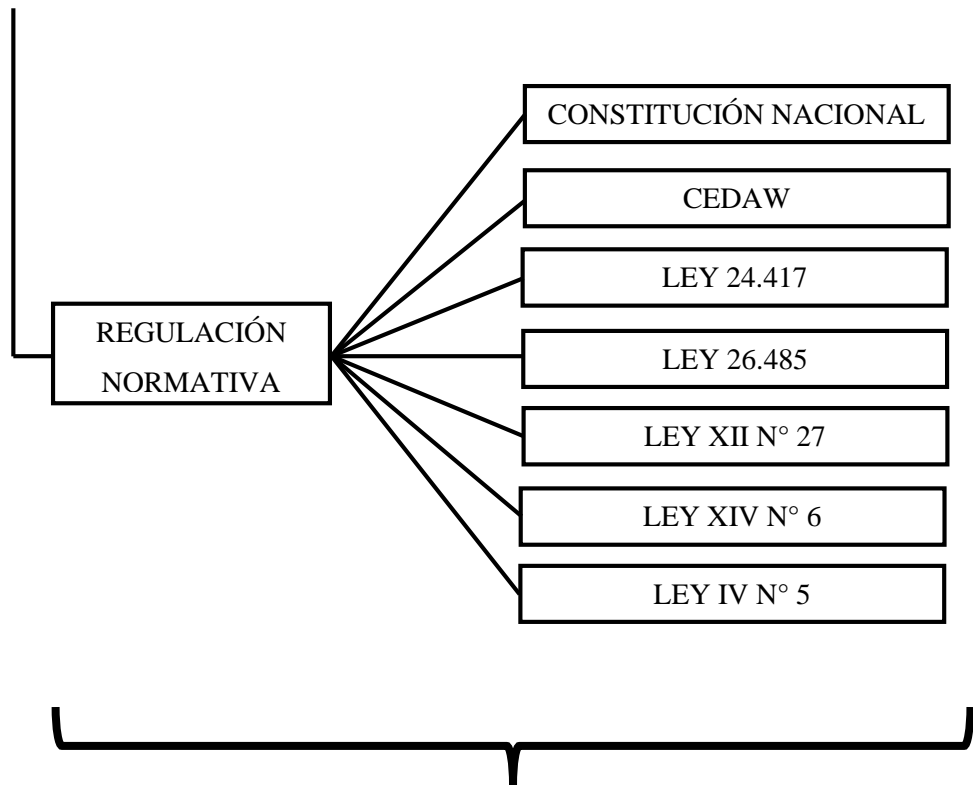 CONSTITUCIÓN NACIONAL
CEDAW
LEY 24.417
REGULACIÓN
NORMATIVA
LEY 26.485
LEY XII N° 27
LEY XIV N° 6
LEY IV N° 5